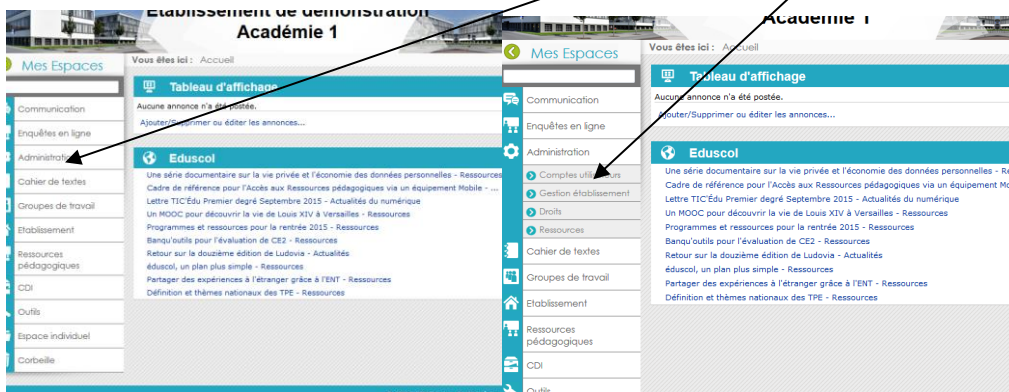 Etablissement de démonstration
Académie 1
Mes Espaces
Vous êtes ici : Accueil
Tableau d'affichage
Aucune annonce n'a été postée.
Ajouter/Supprimer ou éditer les annonces...
Communication
Enquêtes en ligne
Administration
Cahier de textes
Groupes de travail
Etablissement
Ressources
pédagogiques
CDI
Outils
Espace individuel
Corbeille
Eduscol
Une série documentaire sur la vie privée et l'économie des données personnelles - Ressources
Cadre de référence pour l'Accès aux Ressources pédagogiques via un équipement Mobile - ...
Lettre TIC'Édu Premier degré Septembre 2015 - Actualités du numérique
Un MOOC pour découvrir la vie de Louis XIV à Versailles - Ressources
Programmes et ressources pour la rentrée 2015 - Ressources
Banqu'outils pour l'évaluation de CE2 - Ressources
Retour sur la douzième édition de Ludovia - Actualités
éduscol, un plan plus simple - Ressources
Partager des expériences à l'étranger grâce à l'ENT - Ressources
Définition et thèmes nationaux des TPE - Ressources
Académie 1
Mes Espaces
Vous êtes ici : Accueil
Tableau d'affichage
Aucune annonce n'a été postée.
Ajouter/Supprimer ou éditer les annonces...
Communication
Enquêtes en ligne
Administration
Comptes utilisateurs
Gestion établissement
Droits
Ressources
Cahier de textes
Groupes de travail
Etablissement
Ressources
pédagogiques
CDI
Outils
Eduscol
Une série documentaire sur la vie privée et l'économie des données personnelles - Re
Cadre de référence pour l'Accès aux Ressources pédagogiques via un équipement Mo
Lettre TIC'Édu Premier degré Septembre 2015 - Actualités du numérique
Un MOOC pour découvrir la vie de Louis XIV à Versailles - Ressources
Programmes et ressources pour la rentrée 2015 - Ressources
Banqu'outils pour l'évaluation de CE2 - Ressources
Retour sur la douzième édition de Ludovia - Actualités
éduscol, un plan plus simple - Ressources
Partager des expériences à l'étranger grâce à l'ENT - Ressources
Définition et thèmes nationaux des TPE - Ressources